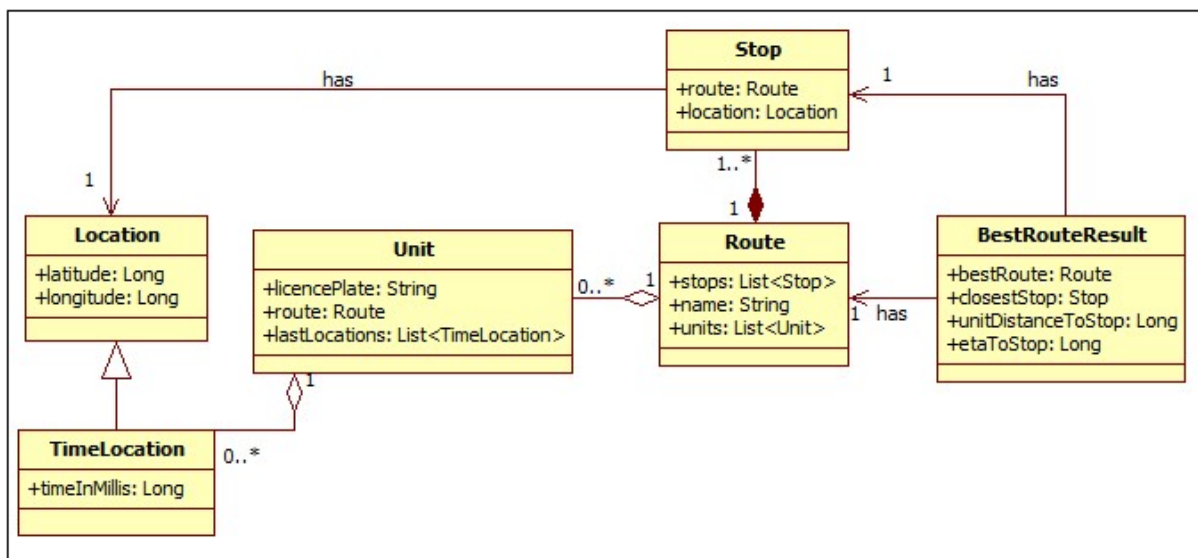 Stop
+route: Route
+location: Location
has
1
has
1
1..*
1
Location
+latitude: Long
+longitude: Long
Unit
+licencePlate: String
+route: Route
+lastLocations: List<TimeLocation>
0..*
1
Route
+stops: List<Stop>
+name: String
+units: List<Unit>
1
has
BestRouteResult
+bestRoute: Route
+closestStop: Stop
+unitDistanceToStop: Long
+etaToStop: Long
1
0..*
TimeLocation
+timeInMillis: Long